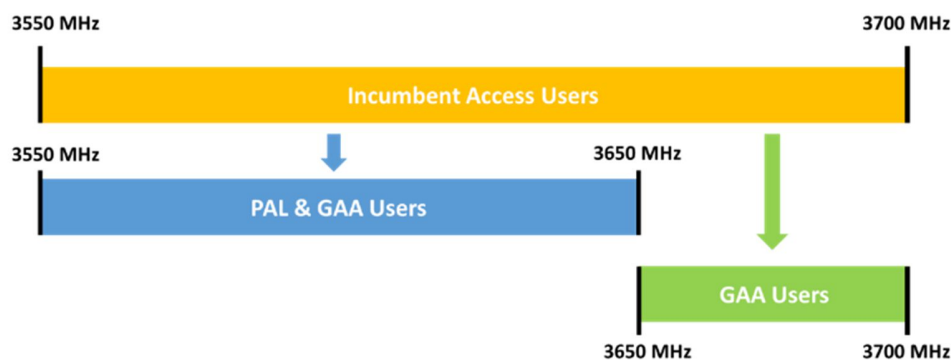 3550 MHz
3700 MHz
Incumbent Access Users
3550 MHz
3650 MHz
PAL & GAA Users
GAA Users
3650 MHz
3700 MHz